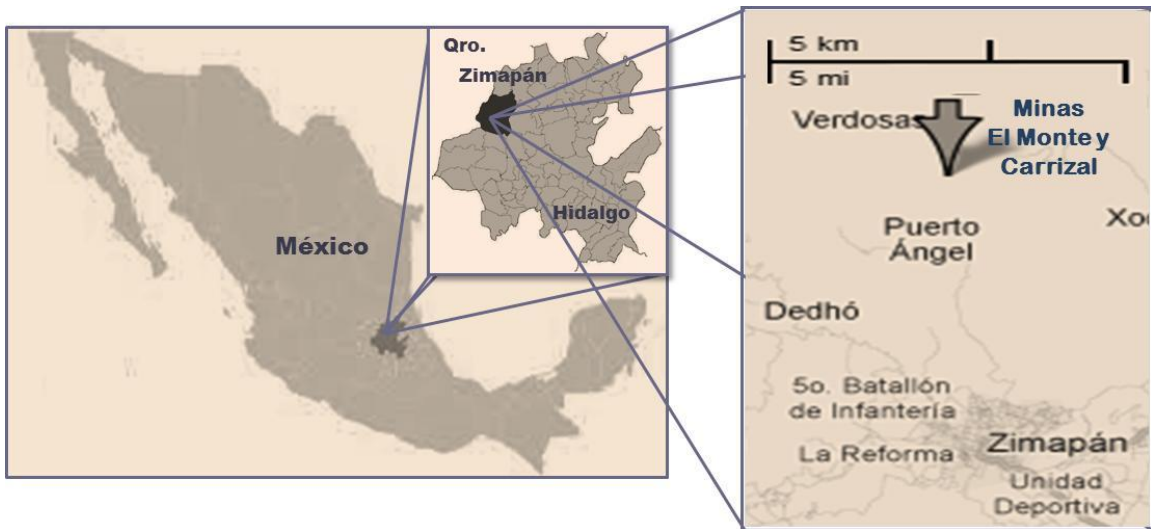 México
Qro.
Zimapán
Hidalgo
5 km
5 mi
Verdosas
Minas
El Monte y
Carrizal
Puerto
Ángel
Xo
Dedhó
5o. Batallón
de Infantería
La Reforma
Zimapán
Unidad
Deportiva